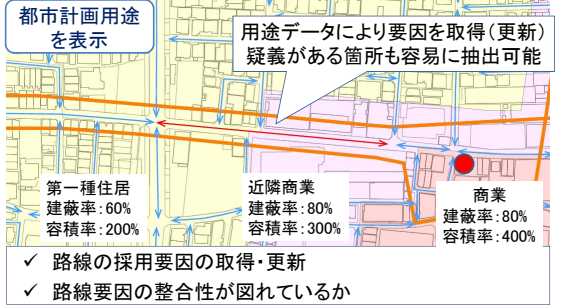 都市計画用途
を表示
用途データにより要因を取得(更新)
疑義がある箇所も容易に抽出可能
第一種住居
建蔽率:60%
容積率:200%
近隣商業
建蔽率:80%
容積率:300%
商業
建蔽率:80%
容積率:400%
✓ 路線の採用要因の取得・更新
✓ 路線要因の整合性が図れているか